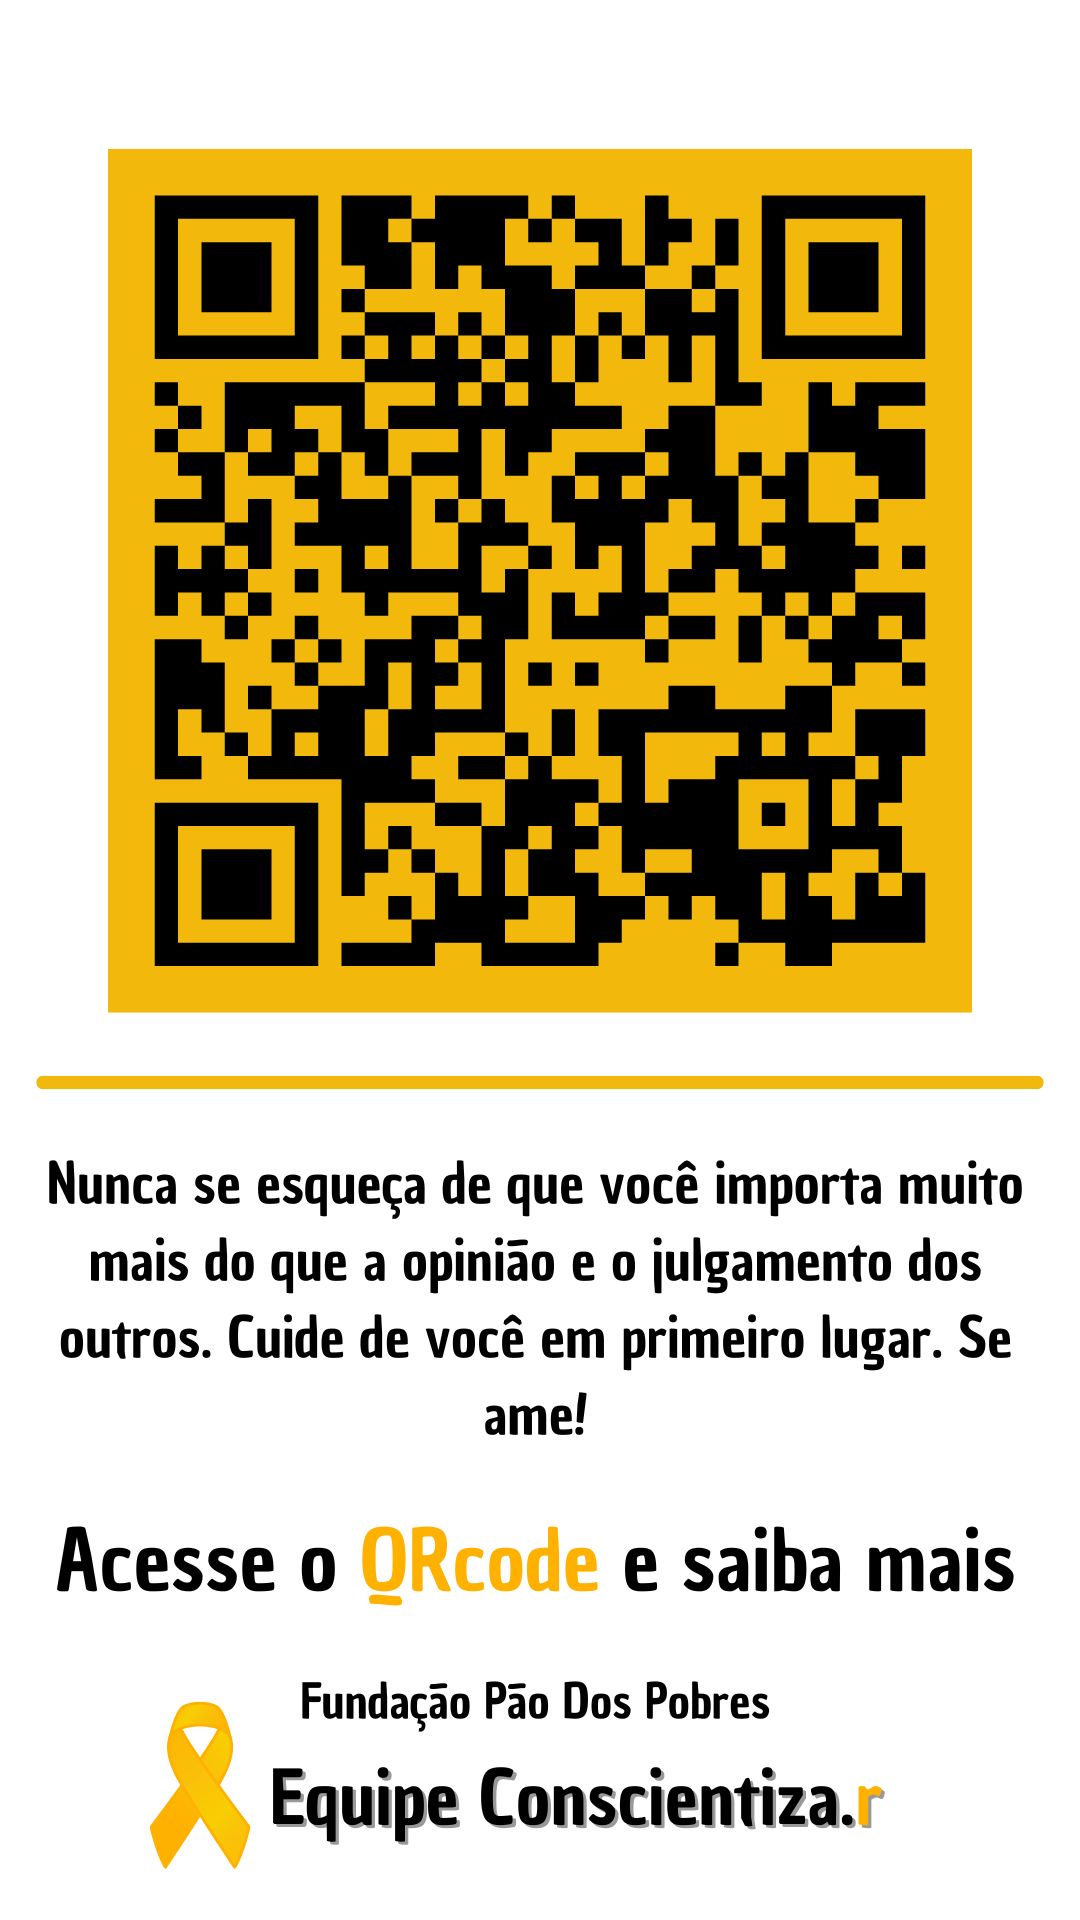 Nunca se esqueça de que você importa muito
mais do que a opinião e o julgamento dos
outros. Cuide de você em primeiro lugar. Se
ame!
Acesse o QRcode e saiba mais
Fundação Pão Dos Pobres
Equipe Conscientiza.r